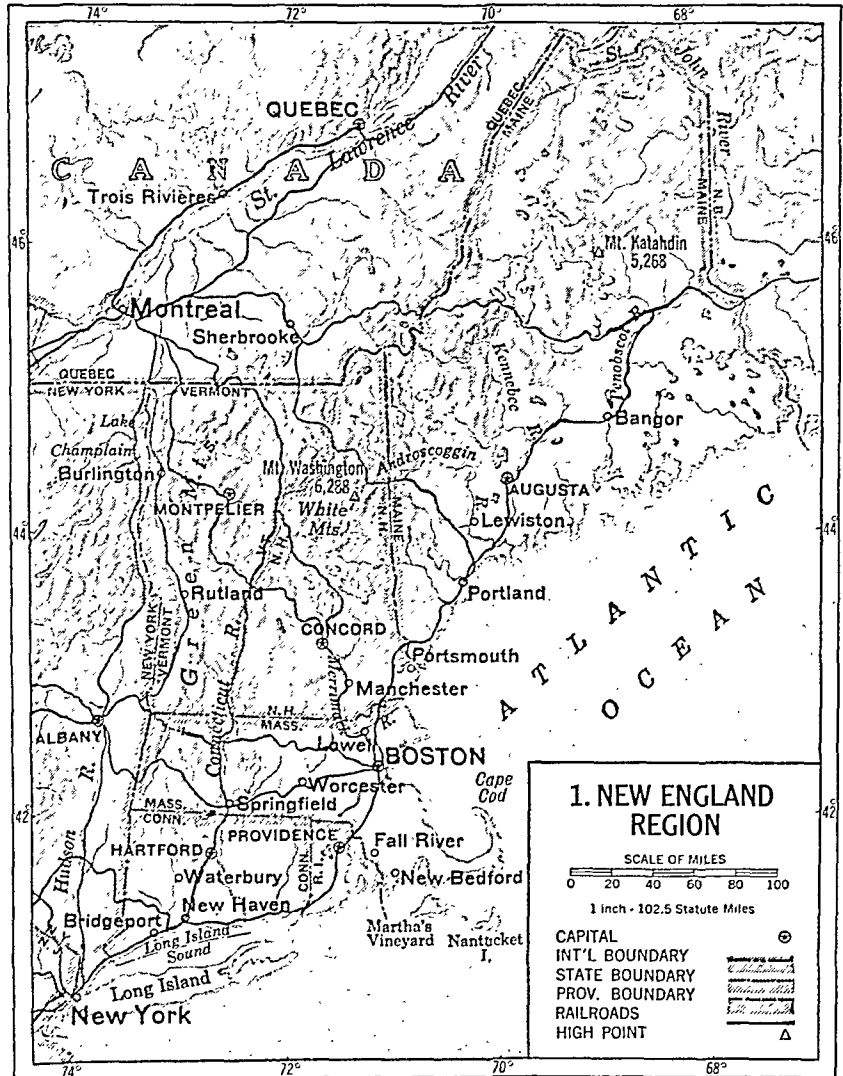 74° 72° 70° 68°
QUEBEC
River
QUEBEC
MAINE
St. John
River
St. Lawrence
CANADA
Trois Rivieres
MAINE
N.B.
46° 46°
Mt. Katahdin
5,268
Montreal
Sherbrooke
Kennebec
R.
Penobscot R.
QUEBEC
NEW YORK VERMONT
Bangor
Lake
Champlain
Burlington
Mt. Washington
6,288
Androscoggin
R.
AUGUSTA
MONTPELIER
White
Mts.
N.H.
MAINE
Lewiston
44° 44°
VT.
N.H.
Green Mts.
Rutland
Portland
ATLANTIC
OCEAN
NEW YORK
VERMONT
CONCORD
Portsmouth
Connecticut R.
Merrimac R.
Manchester
N.H.
MASS.
ALBANY
Lowell
BOSTON
Hudson R.
Worcester
Cape
Cod
MASS.
CONN.
Springfield
42° 42°
PROVIDENCE
HARTFORD
Fall River
CONN.
R.I.
Waterbury
New Bedford
New Haven
Bridgeport
Martha's
Vineyard
Nantucket
I.
N.Y.
N.J.
Long Island
Sound
Long Island
New York
1. NEW ENGLAND
REGION
SCALE OF MILES
0 20 40 60 80 100
1 inch - 102.5 Statute Miles
CAPITAL
INT'L BOUNDARY
STATE BOUNDARY
PROV. BOUNDARY
RAILROADS
HIGH POINT
74° 72° 70° 68°